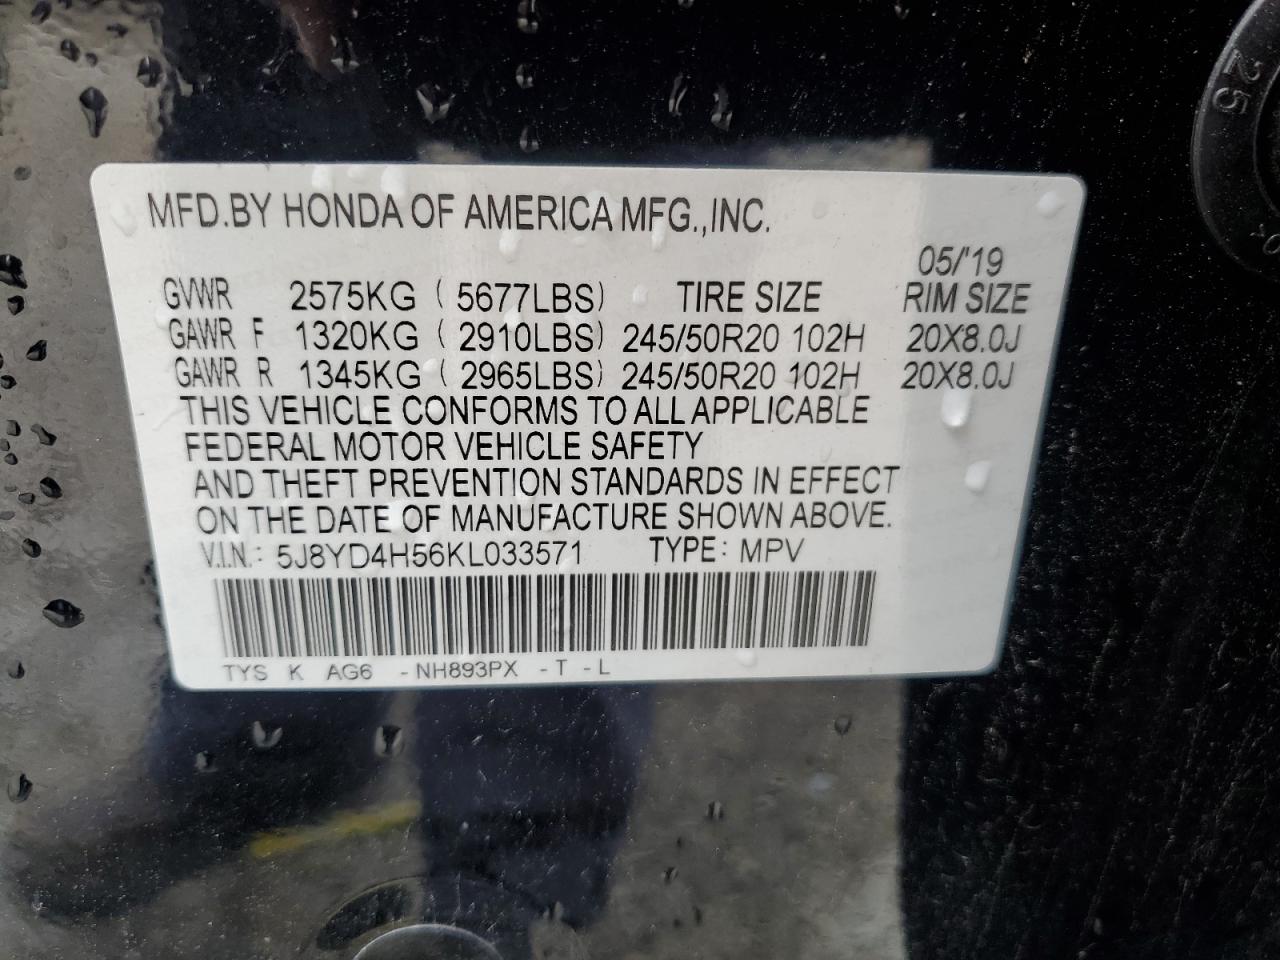 MFD.BY HONDA OF AMERICA MFG.,INC.
05/'19
GVWR 2575KG ( 5677LBS) TIRE SIZE RIM SIZE
GAWR F 1320KG ( 2910LBS) 245/50R20 102H 20X8.0J
GAWR R 1345KG ( 2965LBS) 245/50R20 102H 20X8.0J
THIS VEHICLE CONFORMS TO ALL APPLICABLE
FEDERAL MOTOR VEHICLE SAFETY
AND THEFT PREVENTION STANDARDS IN EFFECT
ON THE DATE OF MANUFACTURE SHOWN ABOVE.
V.I.N.: 5J8YD4H56KL033571 TYPE: MPV
TYS K AG6 -NH893PX -T -L
25